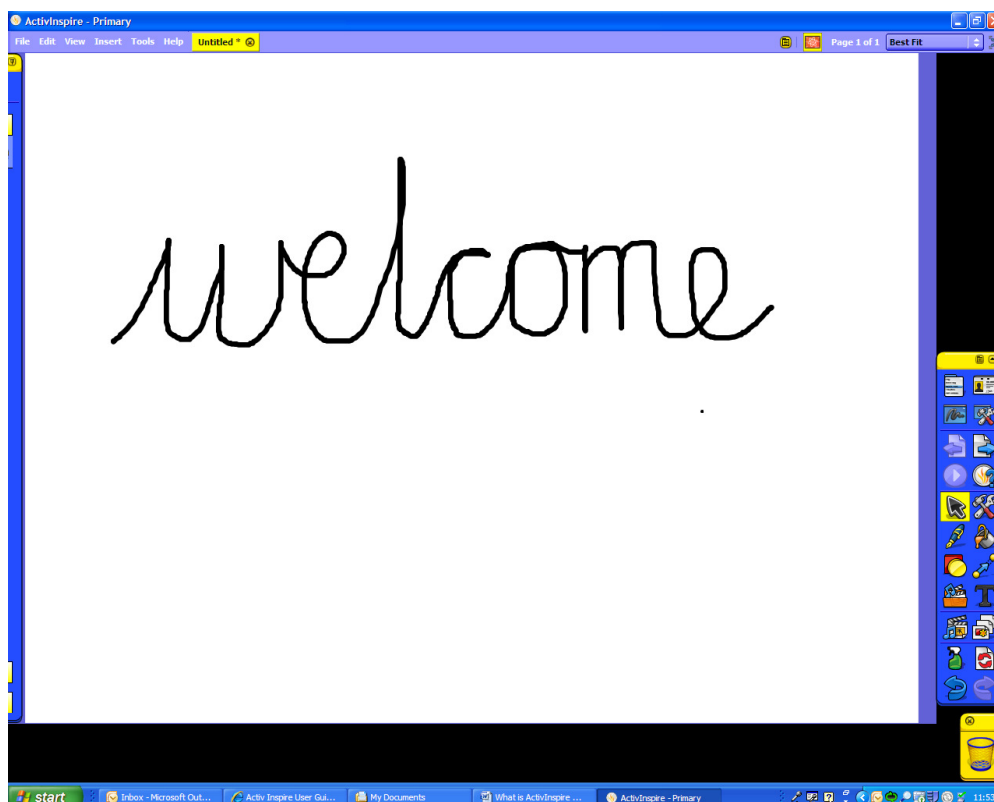 ActivInspire - Primary
File Edit View Insert Tools Help Untitled * Page 1 of 1 Best Fit
welcome
start Inbox - Microsoft Out... Activ Inspire User Gui... My Documents What is ActivInspire ... ActivInspire - Primary